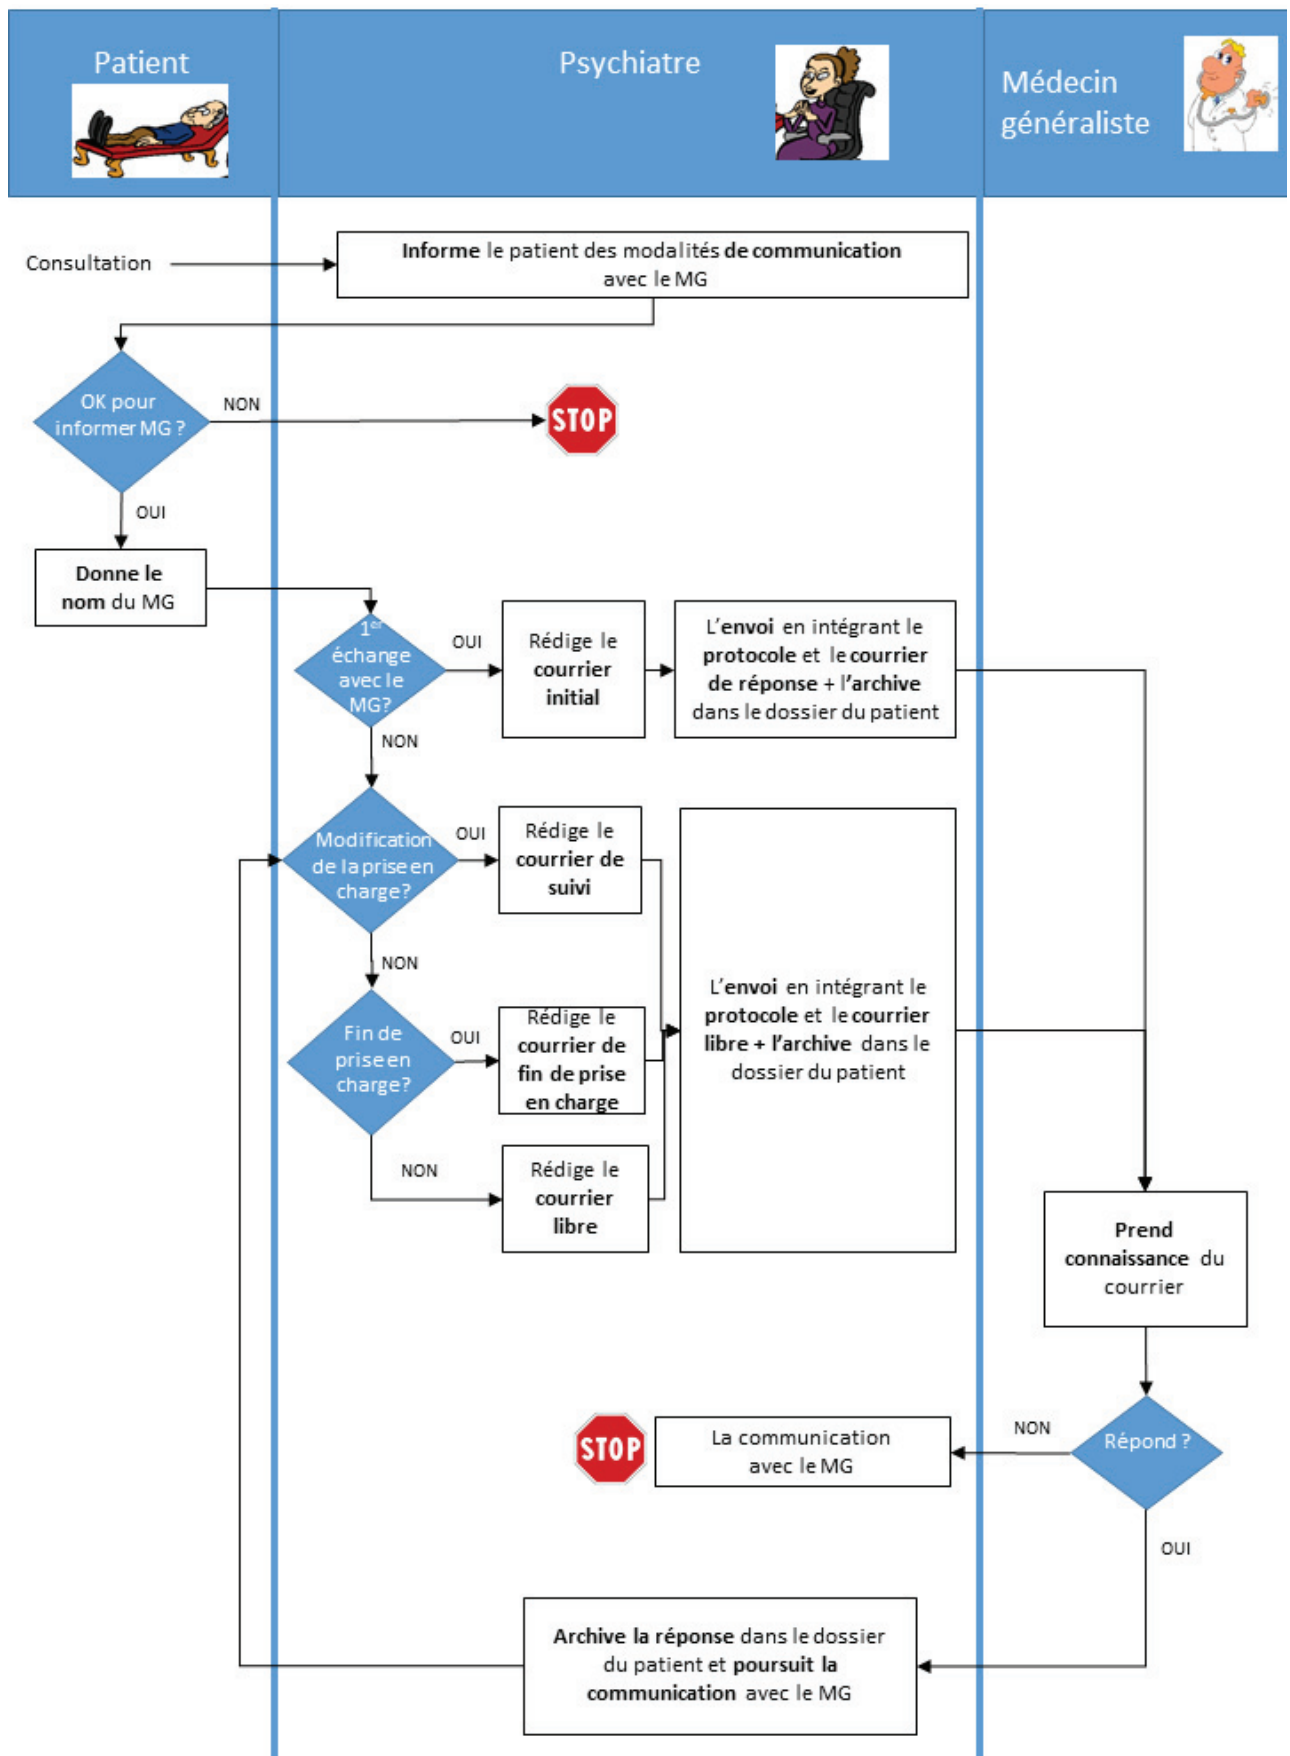 Patient
Psychiatre
Médecin
généraliste
Consultation
Informe le patient des modalités de communication
avec le MG
OK pour
informer MG ?
NON
STOP
OUI
Donne le
nom du MG
1er
échange
avec le
MG?
OUI
Rédige le
courrier
initial
L'envoi en intégrant le
protocole et le courrier
de réponse + l'archive
dans le dossier du patient
NON
Modification
de la prise en
charge?
OUI
Rédige le
courrier de
suivi
NON
Fin de
prise en
charge?
OUI
Rédige le
courrier de
fin de prise
en charge
L'envoi en intégrant le
protocole et le courrier
libre + l'archive dans le
dossier du patient
NON
Rédige le
courrier
libre
Prend
connaissance du
courrier
Répond ?
NON
La communication
avec le MG
STOP
OUI
Archive la réponse dans le dossier
du patient et poursuit la
communication avec le MG